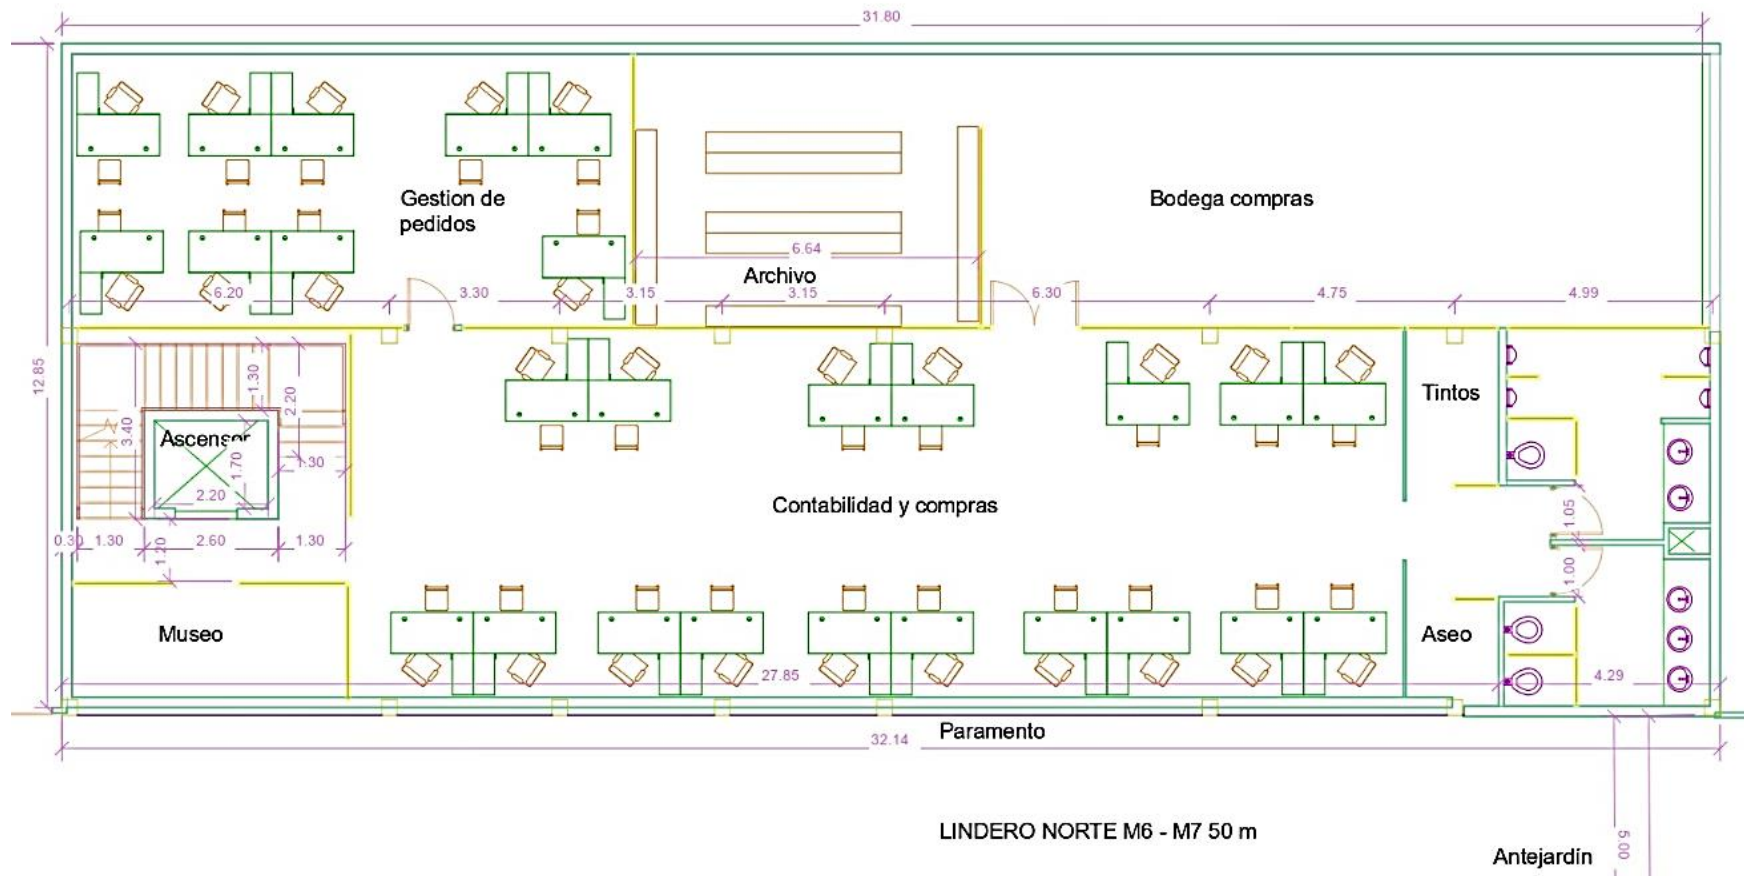 31.80
12.85
Gestion de
pedidos
Bodega compras
6.64
Archivo
6.20
3.30
3.15
3.15
6.30
4.75
4.99
1.30
2.20
3.40
Ascensor
1.70
1.30
2.20
Tintos
Contabilidad y compras
0.30
1.30
2.60
1.30
1.20
1.05
1.00
Museo
Aseo
27.85
4.29
Paramento
32.14
LINDERO NORTE M6 - M7 50 m
5.00
Antejardín